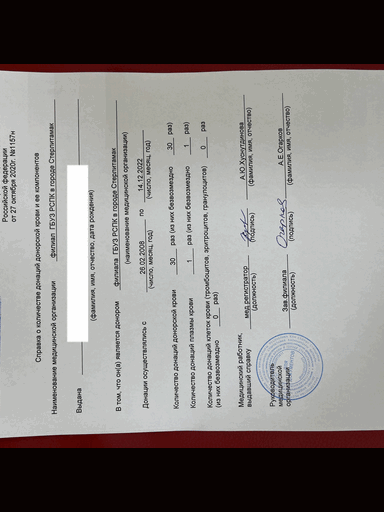 Российской федерации
от 27 октября 2020г. №1157н
Справка о количестве донаций донорской крови и ее компонентов
Наименование медицинской организации филиал ГБУЗ РСПК в городе Стерлитамак
Выдана
(фамилия, имя, отчество, дата рождения)
В том, что он(а) является донором филиала ГБУЗ РСПК в городе Стерлитамак
(наименование медицинской организации)
Донации осуществлялись с 26.02.2008 по 14.12.2022
(число, месяц, год) (число, месяц, год)
Количество донаций донорской крови 30 раз (из них безвозмездно 30 раз)
Количество донаций плазмы крови 1 раз (из них безвозмездно 1 раз)
Количество донаций клеток крови (тромбоцитов, эритроцитов, гранулоцитов) 0 раз
(из них безвозмездно 0 раз)
Медицинский работник,
выдавший справку мед.регистратор А.Ю.Хуснутдинова
(должность) (подпись) (фамилия, имя, отчество)
Руководитель
медицинской
организации Зав.филиала А.Е.Огарков
(должность) (подпись) (фамилия, имя, отчество)